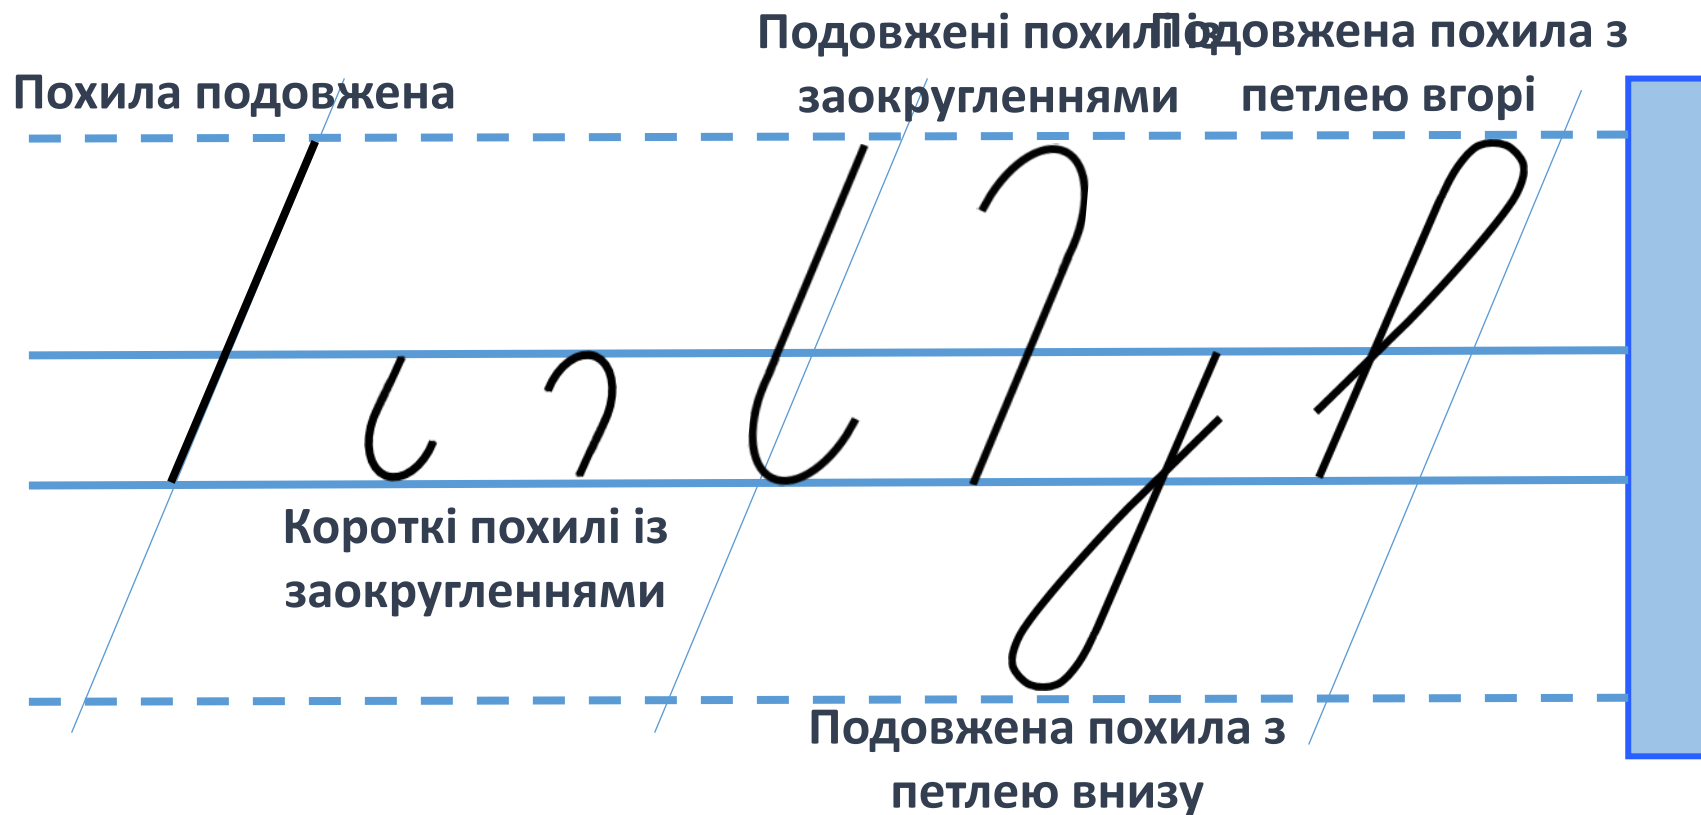 Похила подовжена
Подовжені похилі із
заокругленнями
Подовжена похила з
петлею вгорі
Короткі похилі із
заокругленнями
Подовжена похила з
петлею внизу